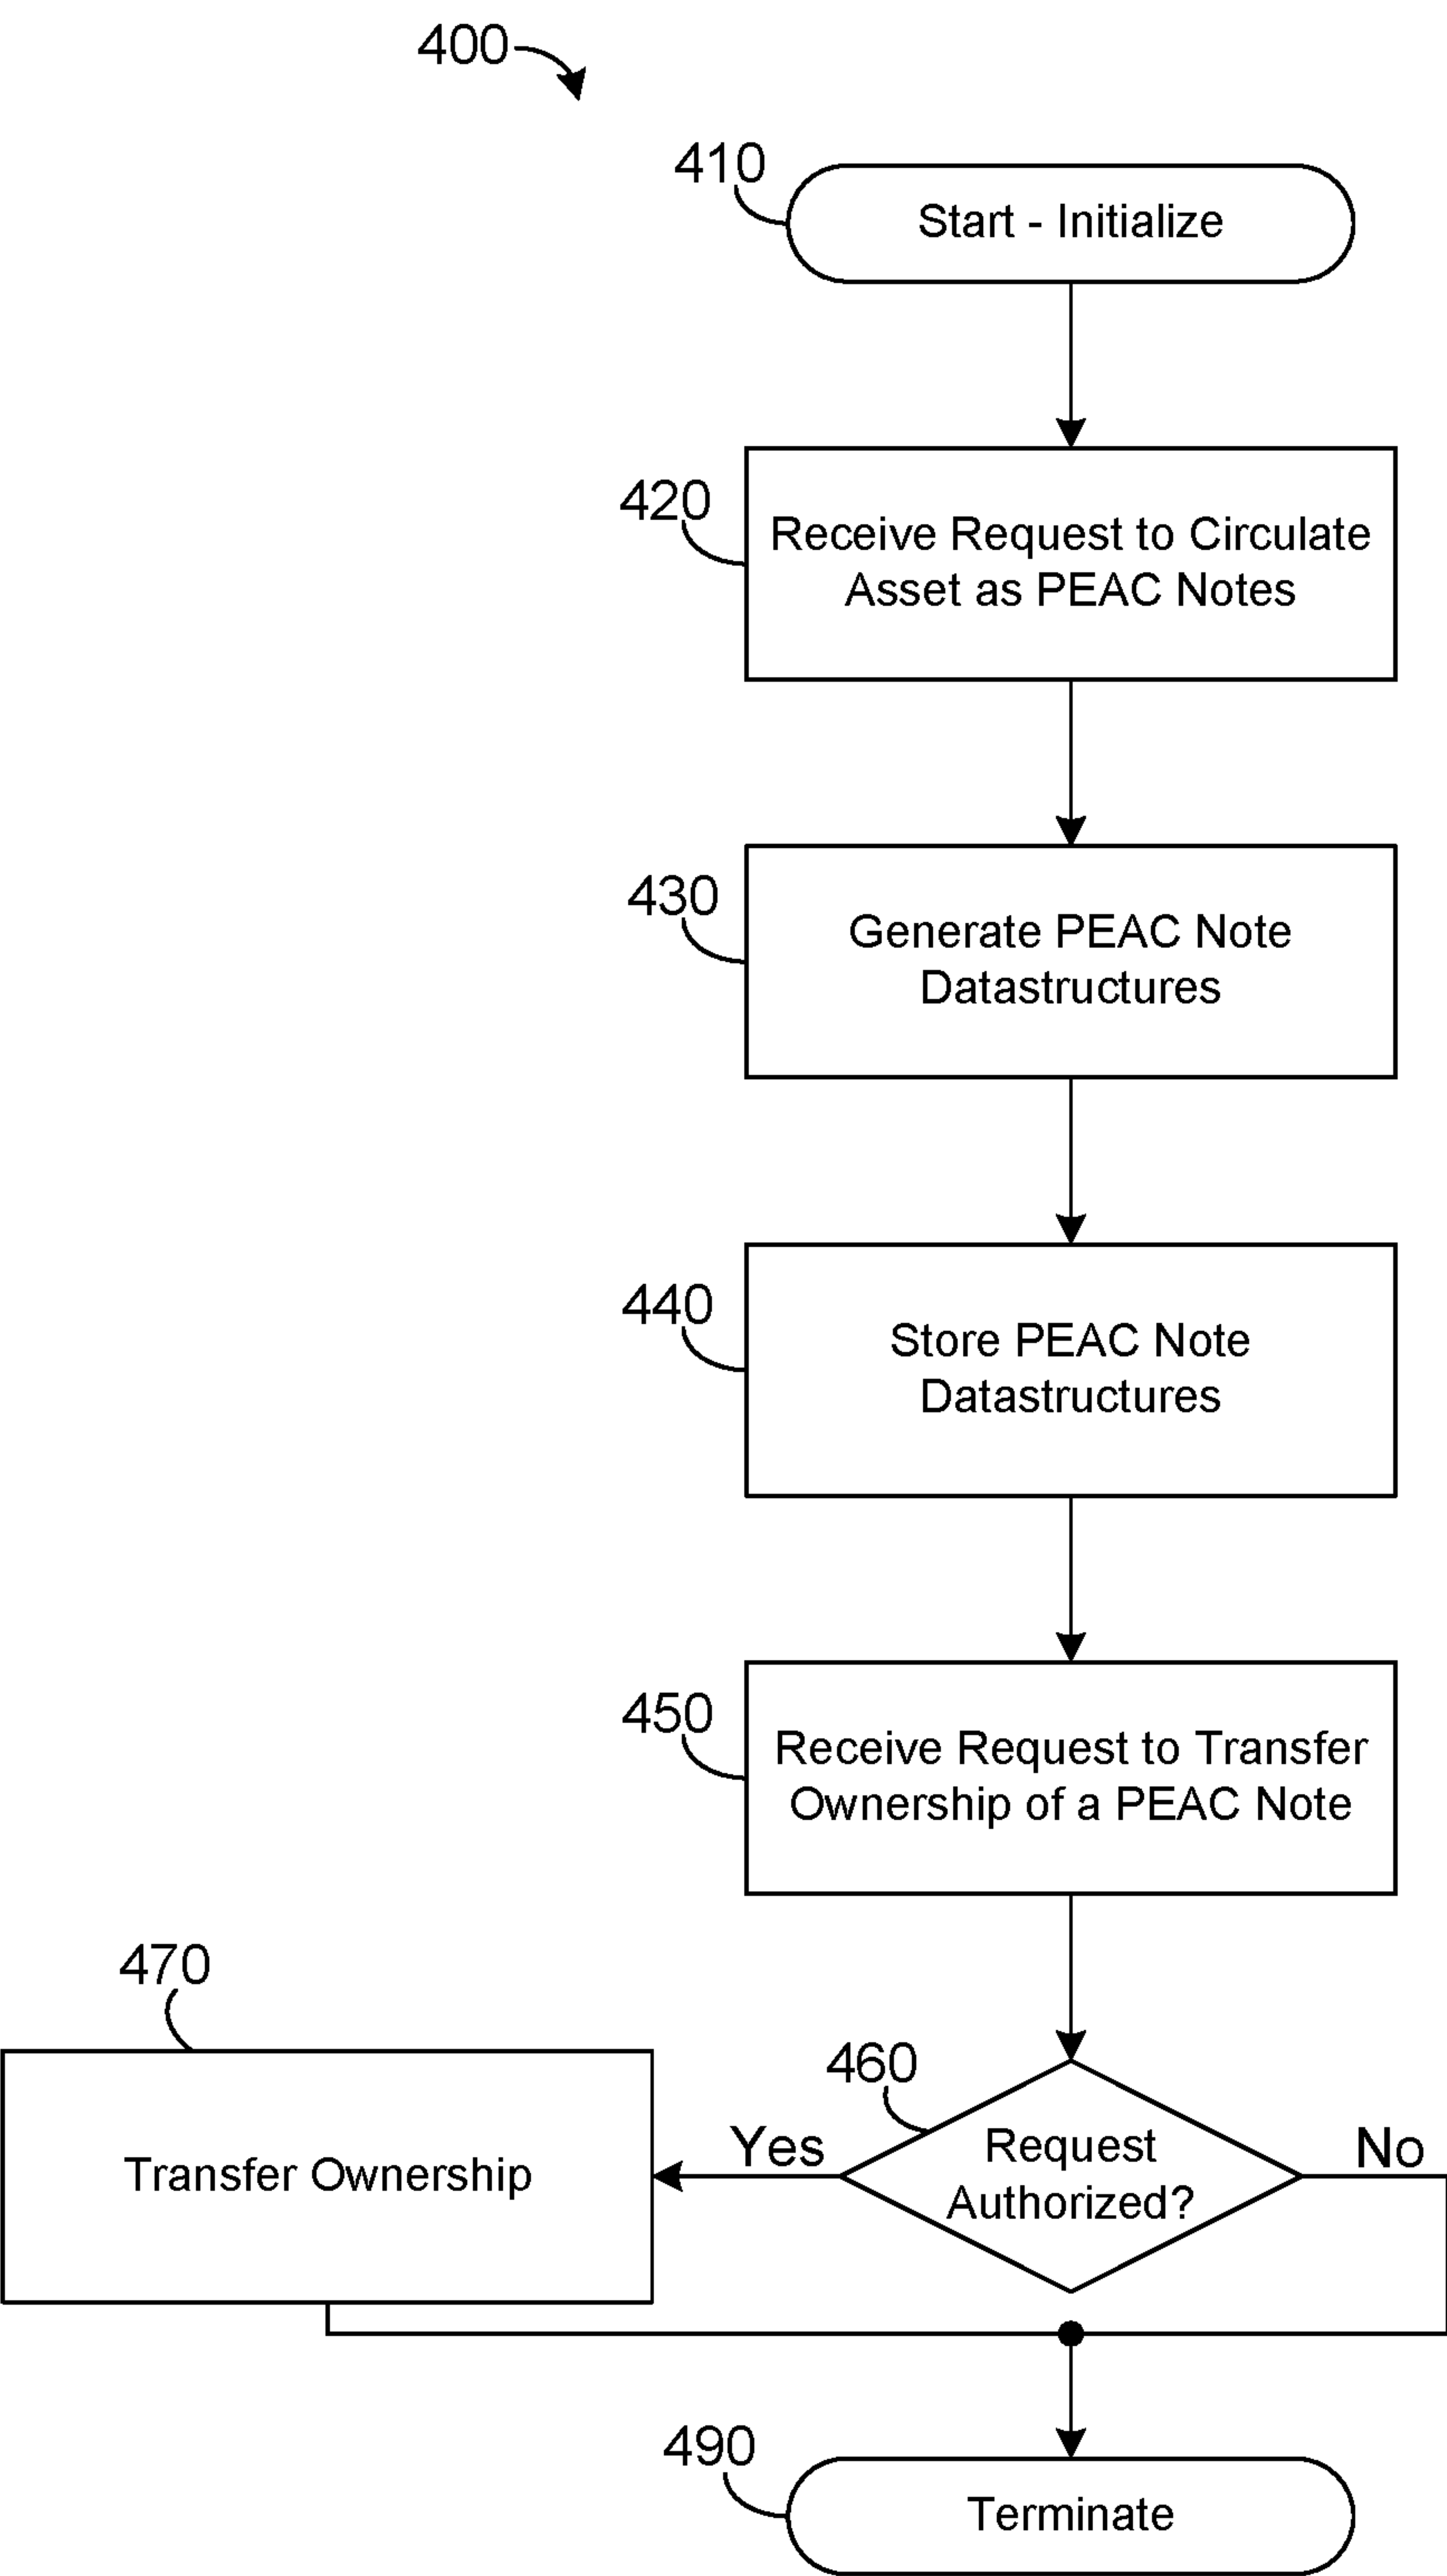 400
410
Start - Initialize
420
Receive Request to Circulate
Asset as PEAC Notes
430
Generate PEAC Note
Datastructures
440
Store PEAC Note
Datastructures
450
Receive Request to Transfer
Ownership of a PEAC Note
470
460
Transfer Ownership
Yes
Request
Authorized?
No
490
Terminate